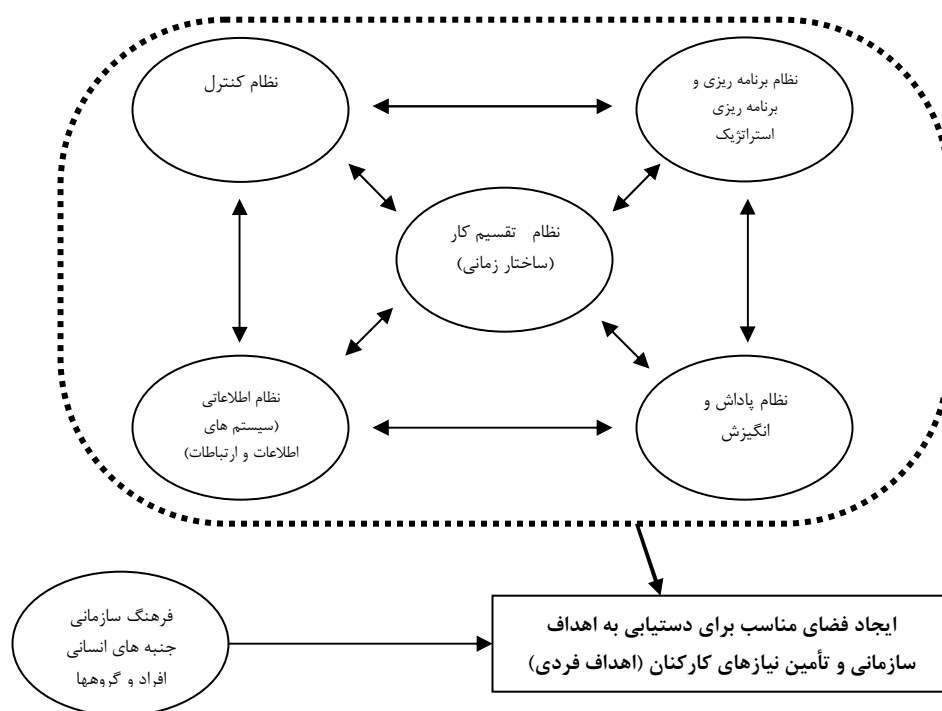 نظام کنترل
نظام برنامه ریزی و
برنامه ریزی
استراتژیک
نظام تقسیم کار
(ساختار زمانی)
نظام اطلاعاتی
(سیستم های
اطلاعات و ارتباطات)
نظام پاداش و
انگیزش
فرهنگ سازمانی
جنبه های انسانی
افراد و گروهها
ایجاد فضای مناسب برای دستیابی به اهداف
سازمانی و تأمین نیازهای کارکنان (اهداف فردی)